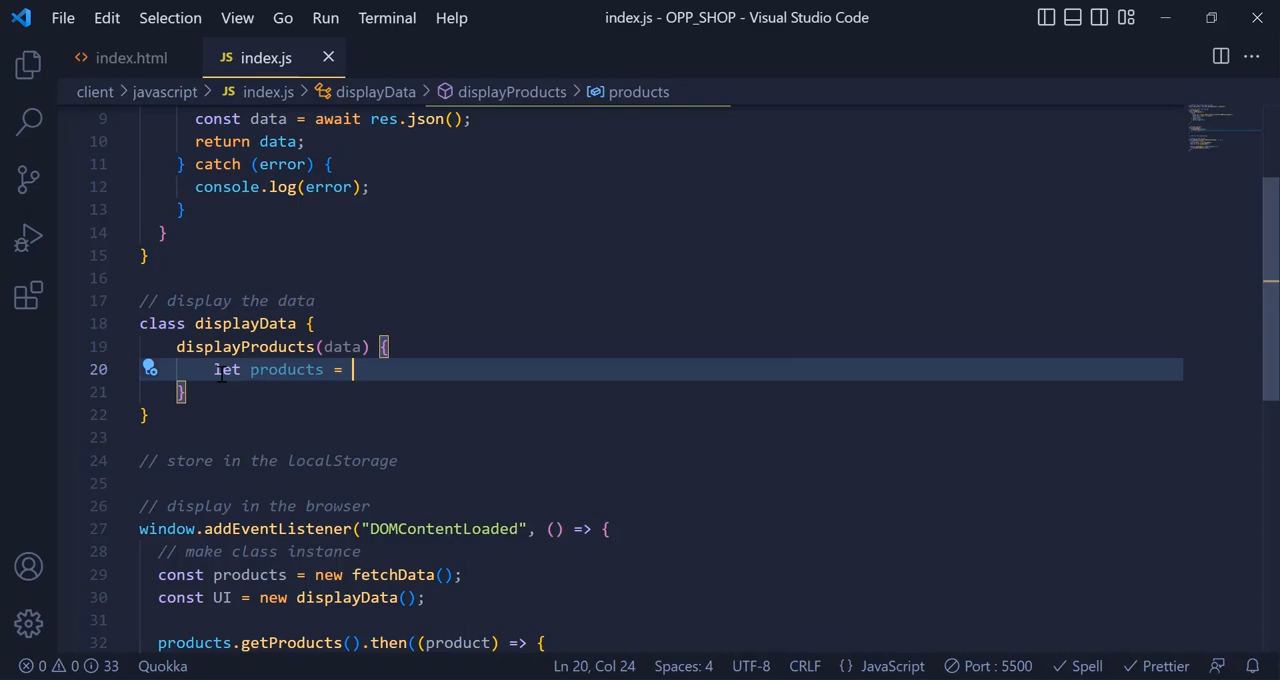 File Edit Selection View Go Run Terminal Help index.js - OPP_SHOP - Visual Studio Code
<> index.html JS index.js
client > javascript > JS index.js > displayData > displayProducts > products
9 const data = await res.json();
10 return data;
11 } catch (error) {
12 console.log(error);
13 }
14 }
15 }
16
17 // display the data
18 class displayData {
19 displayProducts(data) {
20 let products =
21 }
22 }
23
24 // store in the LocalStorage
25
26 // display in the browser
27 window.addEventListener("DOMContentLoaded", () => {
28 // make class instance
29 const products = new fetchData();
30 const UI = new displayData();
31
32 products.getProducts().then((product) => {
0 0 33 Quokka Ln 20, Col 24 Spaces: 4 UTF-8 CRLF {} JavaScript Port : 5500 Spell Prettier